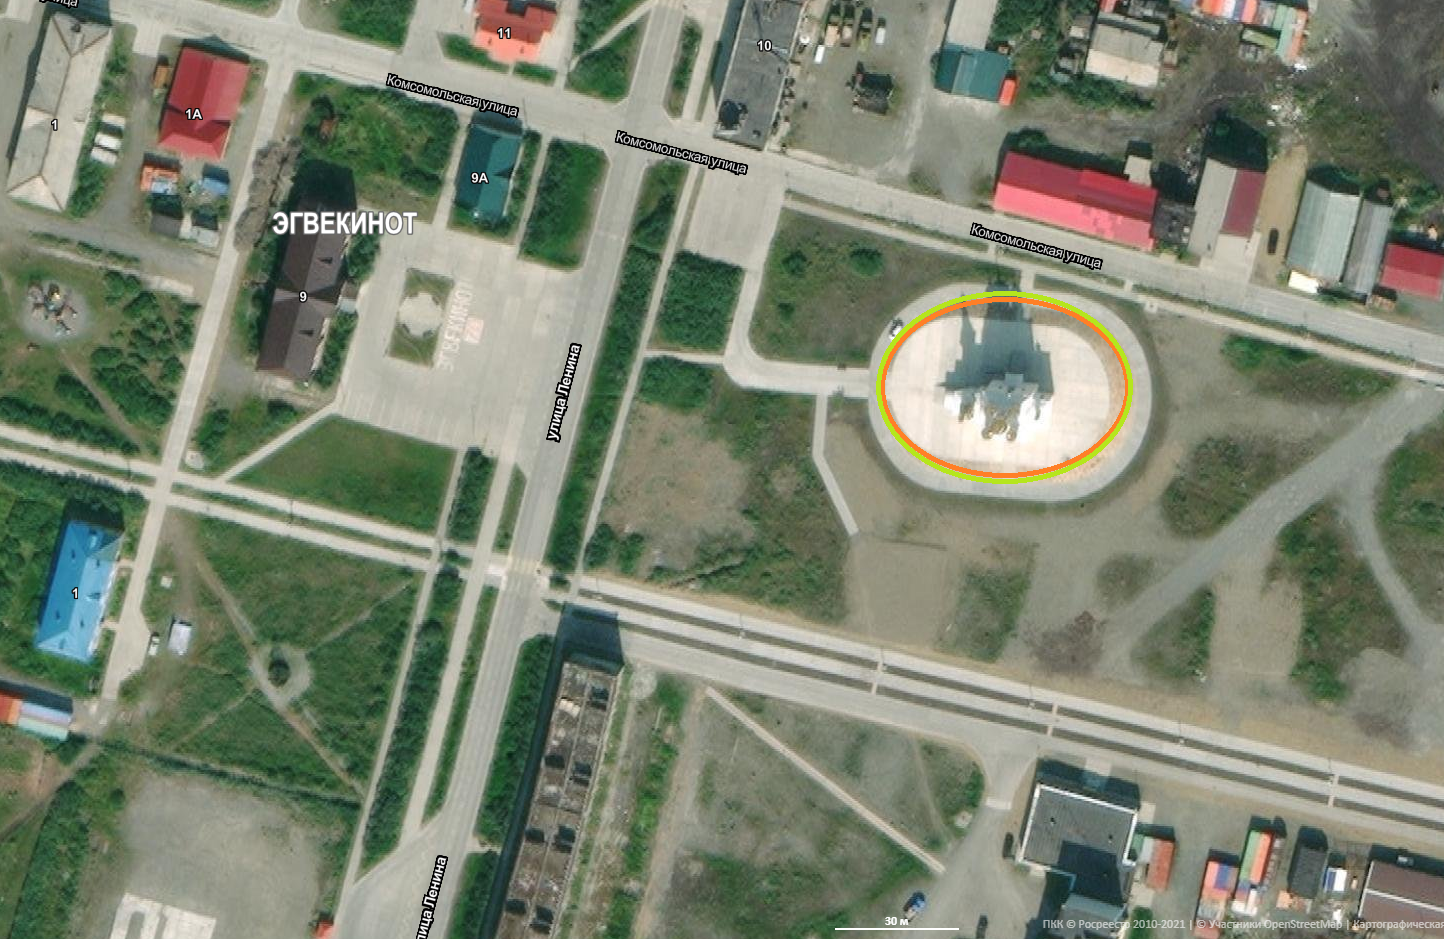 улица
11
10
Комсомольская улица
1А
1
Комсомольская улица
9А
ЭГВЕКИНОТ
Комсомольская улица
9
ЭГВЕКИНОТ
улица Ленина
1
улица Ленина
30 м
ПКК © Росреестр 2010-2021 | © Участники OpenStreetMap | Картографическая